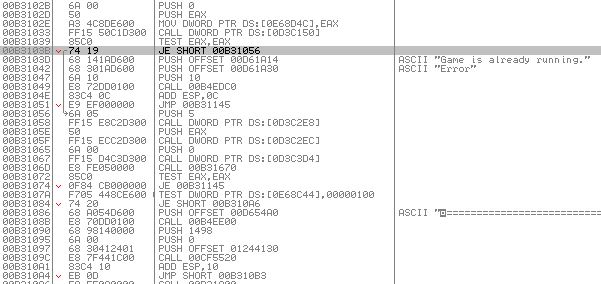 00B3102B 6A 00 PUSH 0
00B3102D 50 PUSH EAX
00B3102E A3 4C8DE600 MOV DWORD PTR DS:[0E68D4C],EAX
00B31033 FF15 50C1D300 CALL DWORD PTR DS:[0D3C150]
00B31039 85C0 TEST EAX,EAX
00B3103B 74 19 JE SHORT 00B31056
00B3103D 68 141AD600 PUSH OFFSET 00D61A14 ASCII "Game is already running."
00B31042 68 301AD600 PUSH OFFSET 00D61A30 ASCII "Error"
00B31047 6A 10 PUSH 10
00B31049 E8 72DD0100 CALL 00B4EDC0
00B3104E 83C4 0C ADD ESP,0C
00B31051 E9 EF000000 JMP 00B31145
00B31056 6A 05 PUSH 5
00B31058 FF15 E8C2D300 CALL DWORD PTR DS:[0D3C2E8]
00B3105E 50 PUSH EAX
00B3105F FF15 ECC2D300 CALL DWORD PTR DS:[0D3C2EC]
00B31065 6A 00 PUSH 0
00B31067 FF15 D4C3D300 CALL DWORD PTR DS:[0D3C3D4]
00B3106D E8 FE050000 CALL 00B31670
00B31072 85C0 TEST EAX,EAX
00B31074 0F84 CB000000 JE 00B31145
00B3107A F705 448CE600 TEST DWORD PTR DS:[0E68C44],00000100
00B31084 74 20 JE SHORT 00B310A6
00B31086 68 A054D600 PUSH OFFSET 00D654A0 ASCII "===========================
00B3108B E8 70DD0100 CALL 00B4EE00
00B31090 68 98140000 PUSH 1498
00B31095 6A 00 PUSH 0
00B31097 68 30412401 PUSH OFFSET 01244130
00B3109C E8 7F441C00 CALL 00CF5520
00B310A1 83C4 10 ADD ESP,10
00B310A4 EB 0D JMP SHORT 00B310B3